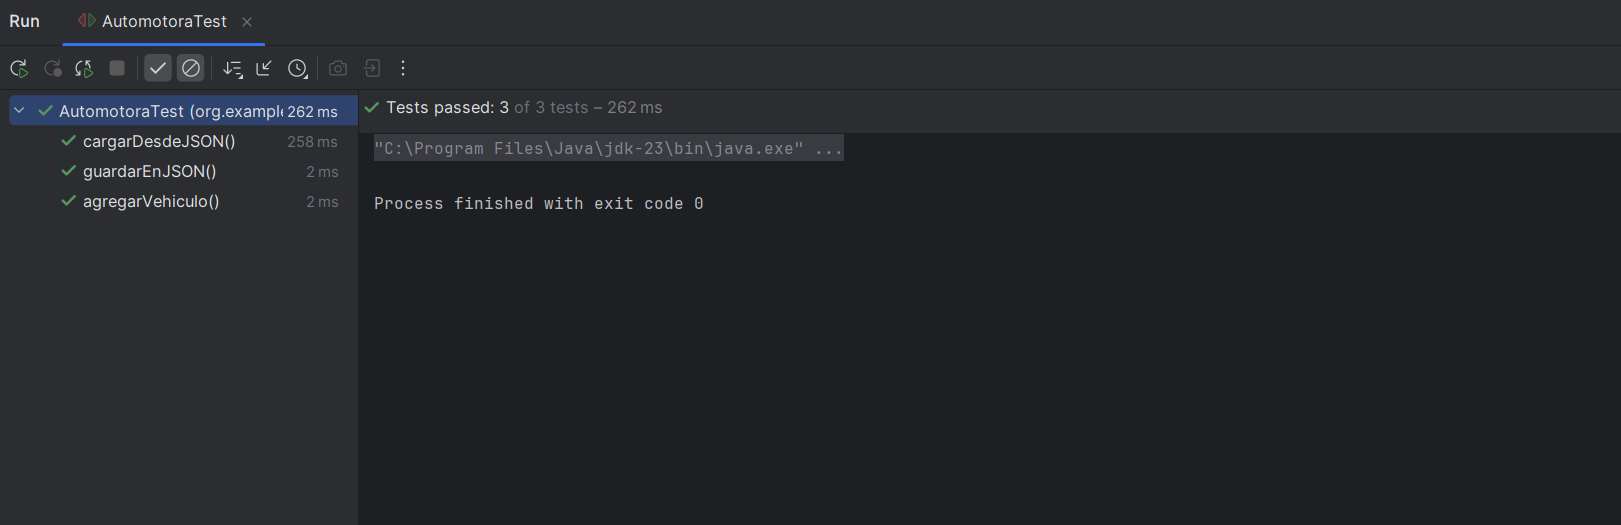 Run AutomotoraTest
AutomotoraTest (org.example 262 ms
cargarDesdeJSON() 258 ms
guardarEnJSON() 2 ms
agregarVehiculo() 2 ms
Tests passed: 3 of 3 tests – 262 ms
"C:\Program Files\Java\jdk-23\bin\java.exe" ...
Process finished with exit code 0